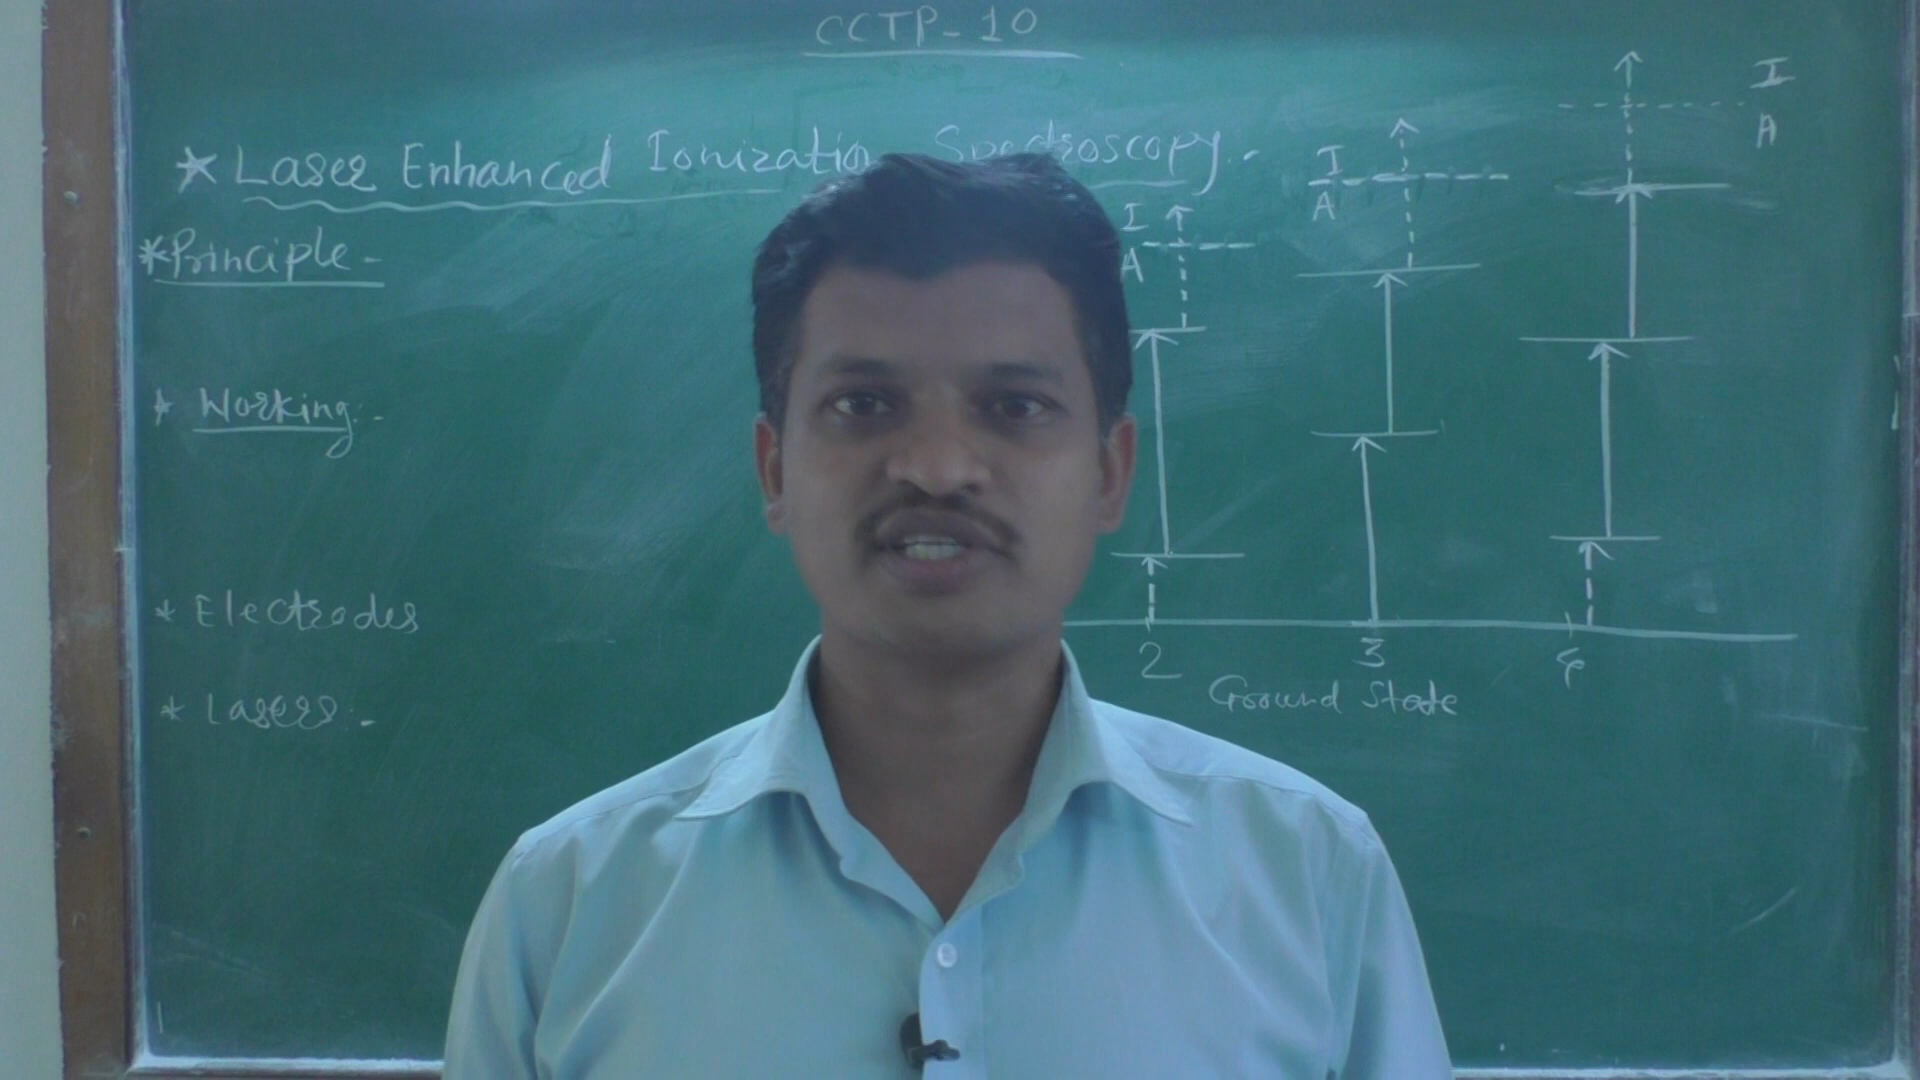 CCTP-10
* Laser Enhanced Ionization Spectroscopy:-
* Principle -
* Working:-
* Electrodes
* Lasers:-
I
A
I
A
I
A
2 3 4
Ground State